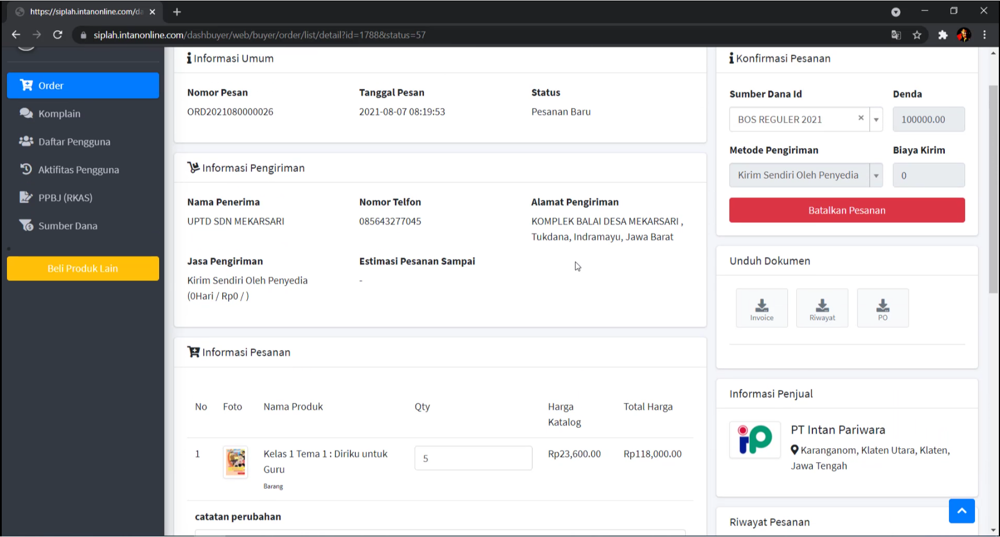 https://siplah.intanonline.com/da
siplah.intanonline.com/dashbuyer/web/buyer/order/list/detail?id=1788&status=57
Order
Komplain
Daftar Pengguna
Aktifitas Pengguna
PPBJ (RKAS)
Sumber Dana
Beli Produk Lain
Informasi Umum
Nomor Pesan
Tanggal Pesan
Status
ORD2021080000026
2021-08-07 08:19:53
Pesanan Baru
Informasi Pengiriman
Nama Penerima
Nomor Telfon
Alamat Pengiriman
UPTD SDN MEKARSARI
085643277045
KOMPLEK BALAI DESA MEKARSARI ,
Tukdana, Indramayu, Jawa Barat
Jasa Pengiriman
Estimasi Pesanan Sampai
Kirim Sendiri Oleh Penyedia
-
(0Hari / Rp0 / )
Informasi Pesanan
No
Foto
Nama Produk
Qty
Harga
Katalog
Total Harga
1
Kelas 1 Tema 1 : Diriku untuk
Guru
Barang
5
Rp23,600.00
Rp118,000.00
catatan perubahan
Konfirmasi Pesanan
Sumber Dana Id
Denda
BOS REGULER 2021
100000.00
Metode Pengiriman
Biaya Kirim
Kirim Sendiri Oleh Penyedia
0
Batalkan Pesanan
Unduh Dokumen
Invoice
Riwayat
PO
Informasi Penjual
ip
PT Intan Pariwara
Karanganom, Klaten Utara, Klaten,
Jawa Tengah
Riwayat Pesanan